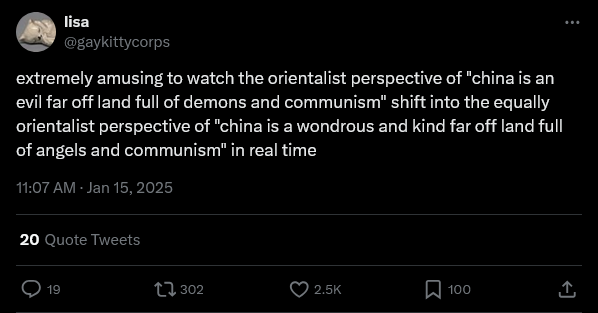 lisa
@gaykittycorps
extremely amusing to watch the orientalist perspective of "china is an
evil far off land full of demons and communism" shift into the equally
orientalist perspective of "china is a wondrous and kind far off land full
of angels and communism" in real time
11:07 AM · Jan 15, 2025
20 Quote Tweets
19 302 2.5K 100